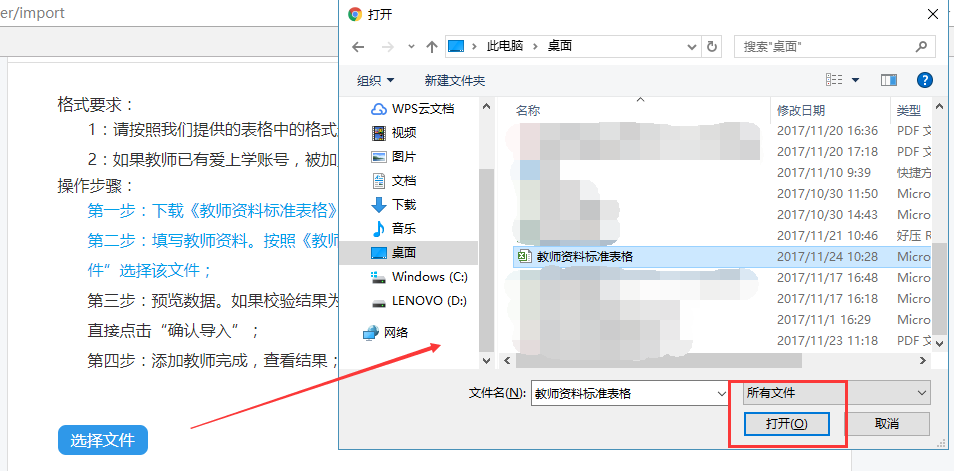 er/import
格式要求：
1：请按照我们提供的表格中的格式
2：如果教师已有爱上学账号，被加
操作步骤：
第一步：下载《教师资料标准表格》
第二步：填写教师资料。按照《教师
件”选择该文件；
第三步：预览数据。如果校验结果为
直接点击“确认导入”；
第四步：添加教师完成，查看结果；
选择文件
打开
此电脑 › 桌面
搜索"桌面"
组织 新建文件夹
WPS云文档
视频
图片
文档
下载
音乐
桌面
Windows (C:)
LENOVO (D:)
网络
名称 修改日期 类型
2017/11/20 16:36 PDF 文
2017/11/20 17:18 PDF 文
2017/11/10 9:39 快捷方
2017/10/30 11:50 Micro
2017/10/30 14:43 Micro
2017/11/21 10:46 好压 R
教师资料标准表格 2017/11/24 10:28 Micro
2017/11/17 16:48 Micro
2017/11/17 16:18 Micro
2017/11/1 16:29 Micro
2017/11/23 11:18 PDF 文
文件名(N): 教师资料标准表格 所有文件
打开(O) 取消